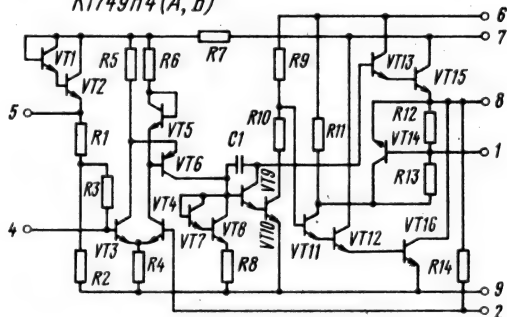 К1749Н4(А, В)
6
7
VT1
VT2
R5
R6
R7
R9
VT13
VT15
8
5
R1
VT5
C1
R10
R11
R12
VT14
1
R3
VT6
VT9
R13
4
VT4
VT3
VT7
VT8
VT10
VT11
VT12
VT16
R2
R4
R8
R14
9
2